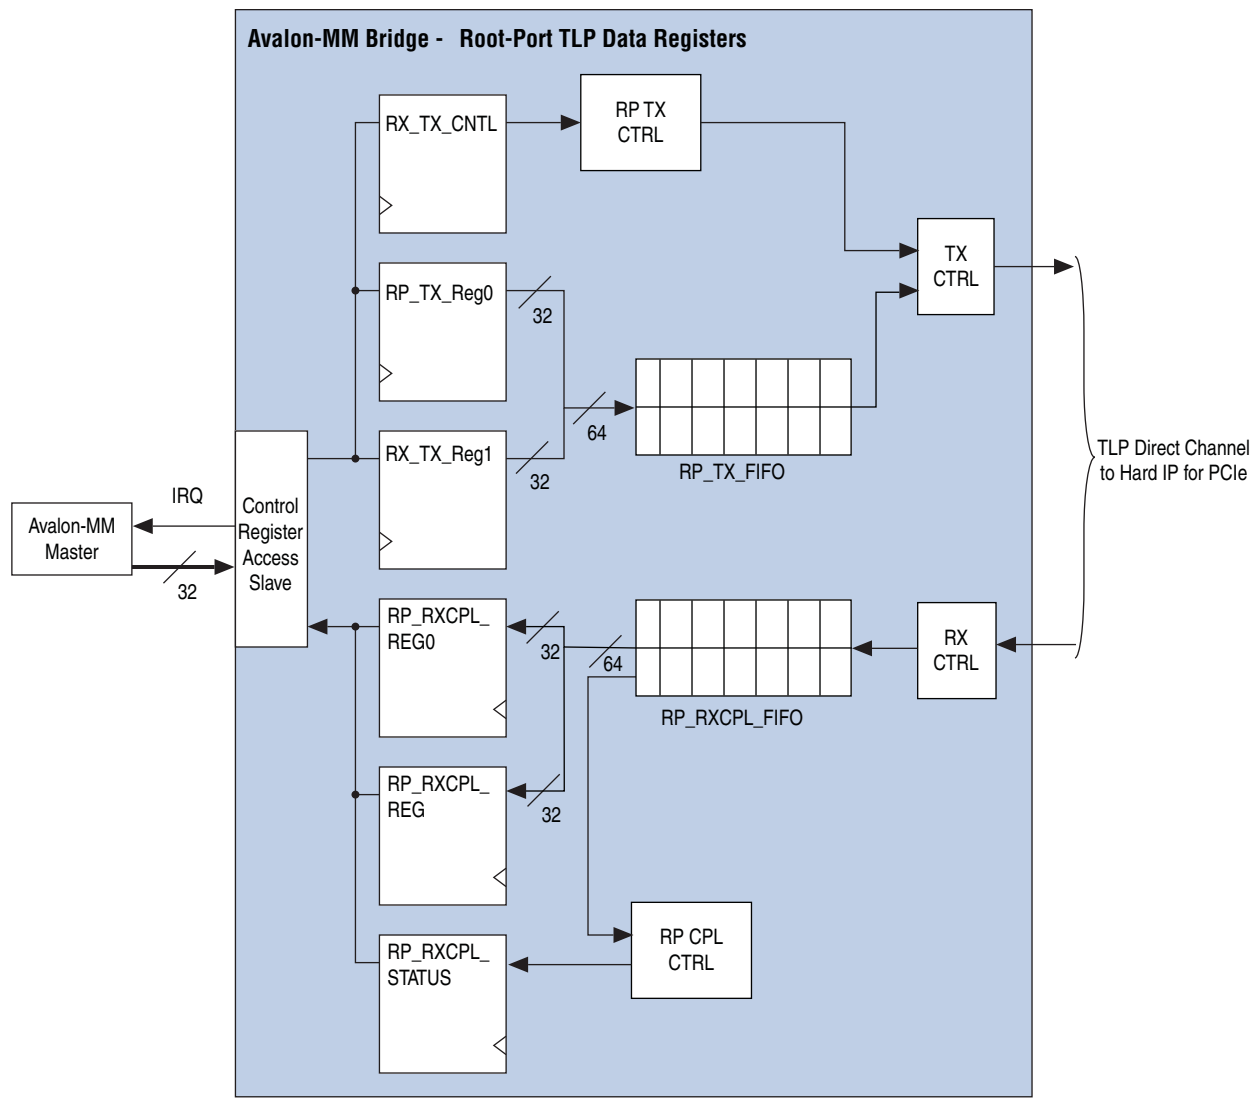 Avalon-MM Bridge - Root-Port TLP Data Registers
RX_TX_CNTL
RP TX
CTRL
TX
CTRL
RP_TX_Reg0
32
64
RP_TX_FIFO
RX_TX_Reg1
32
TLP Direct Channel
to Hard IP for PCIe
IRQ
Avalon-MM
Master
32
Control
Register
Access
Slave
RP_RXCPL_
REG0
32
64
RP_RXCPL_FIFO
RX
CTRL
RP_RXCPL_
REG
32
RP CPL
CTRL
RP_RXCPL_
STATUS